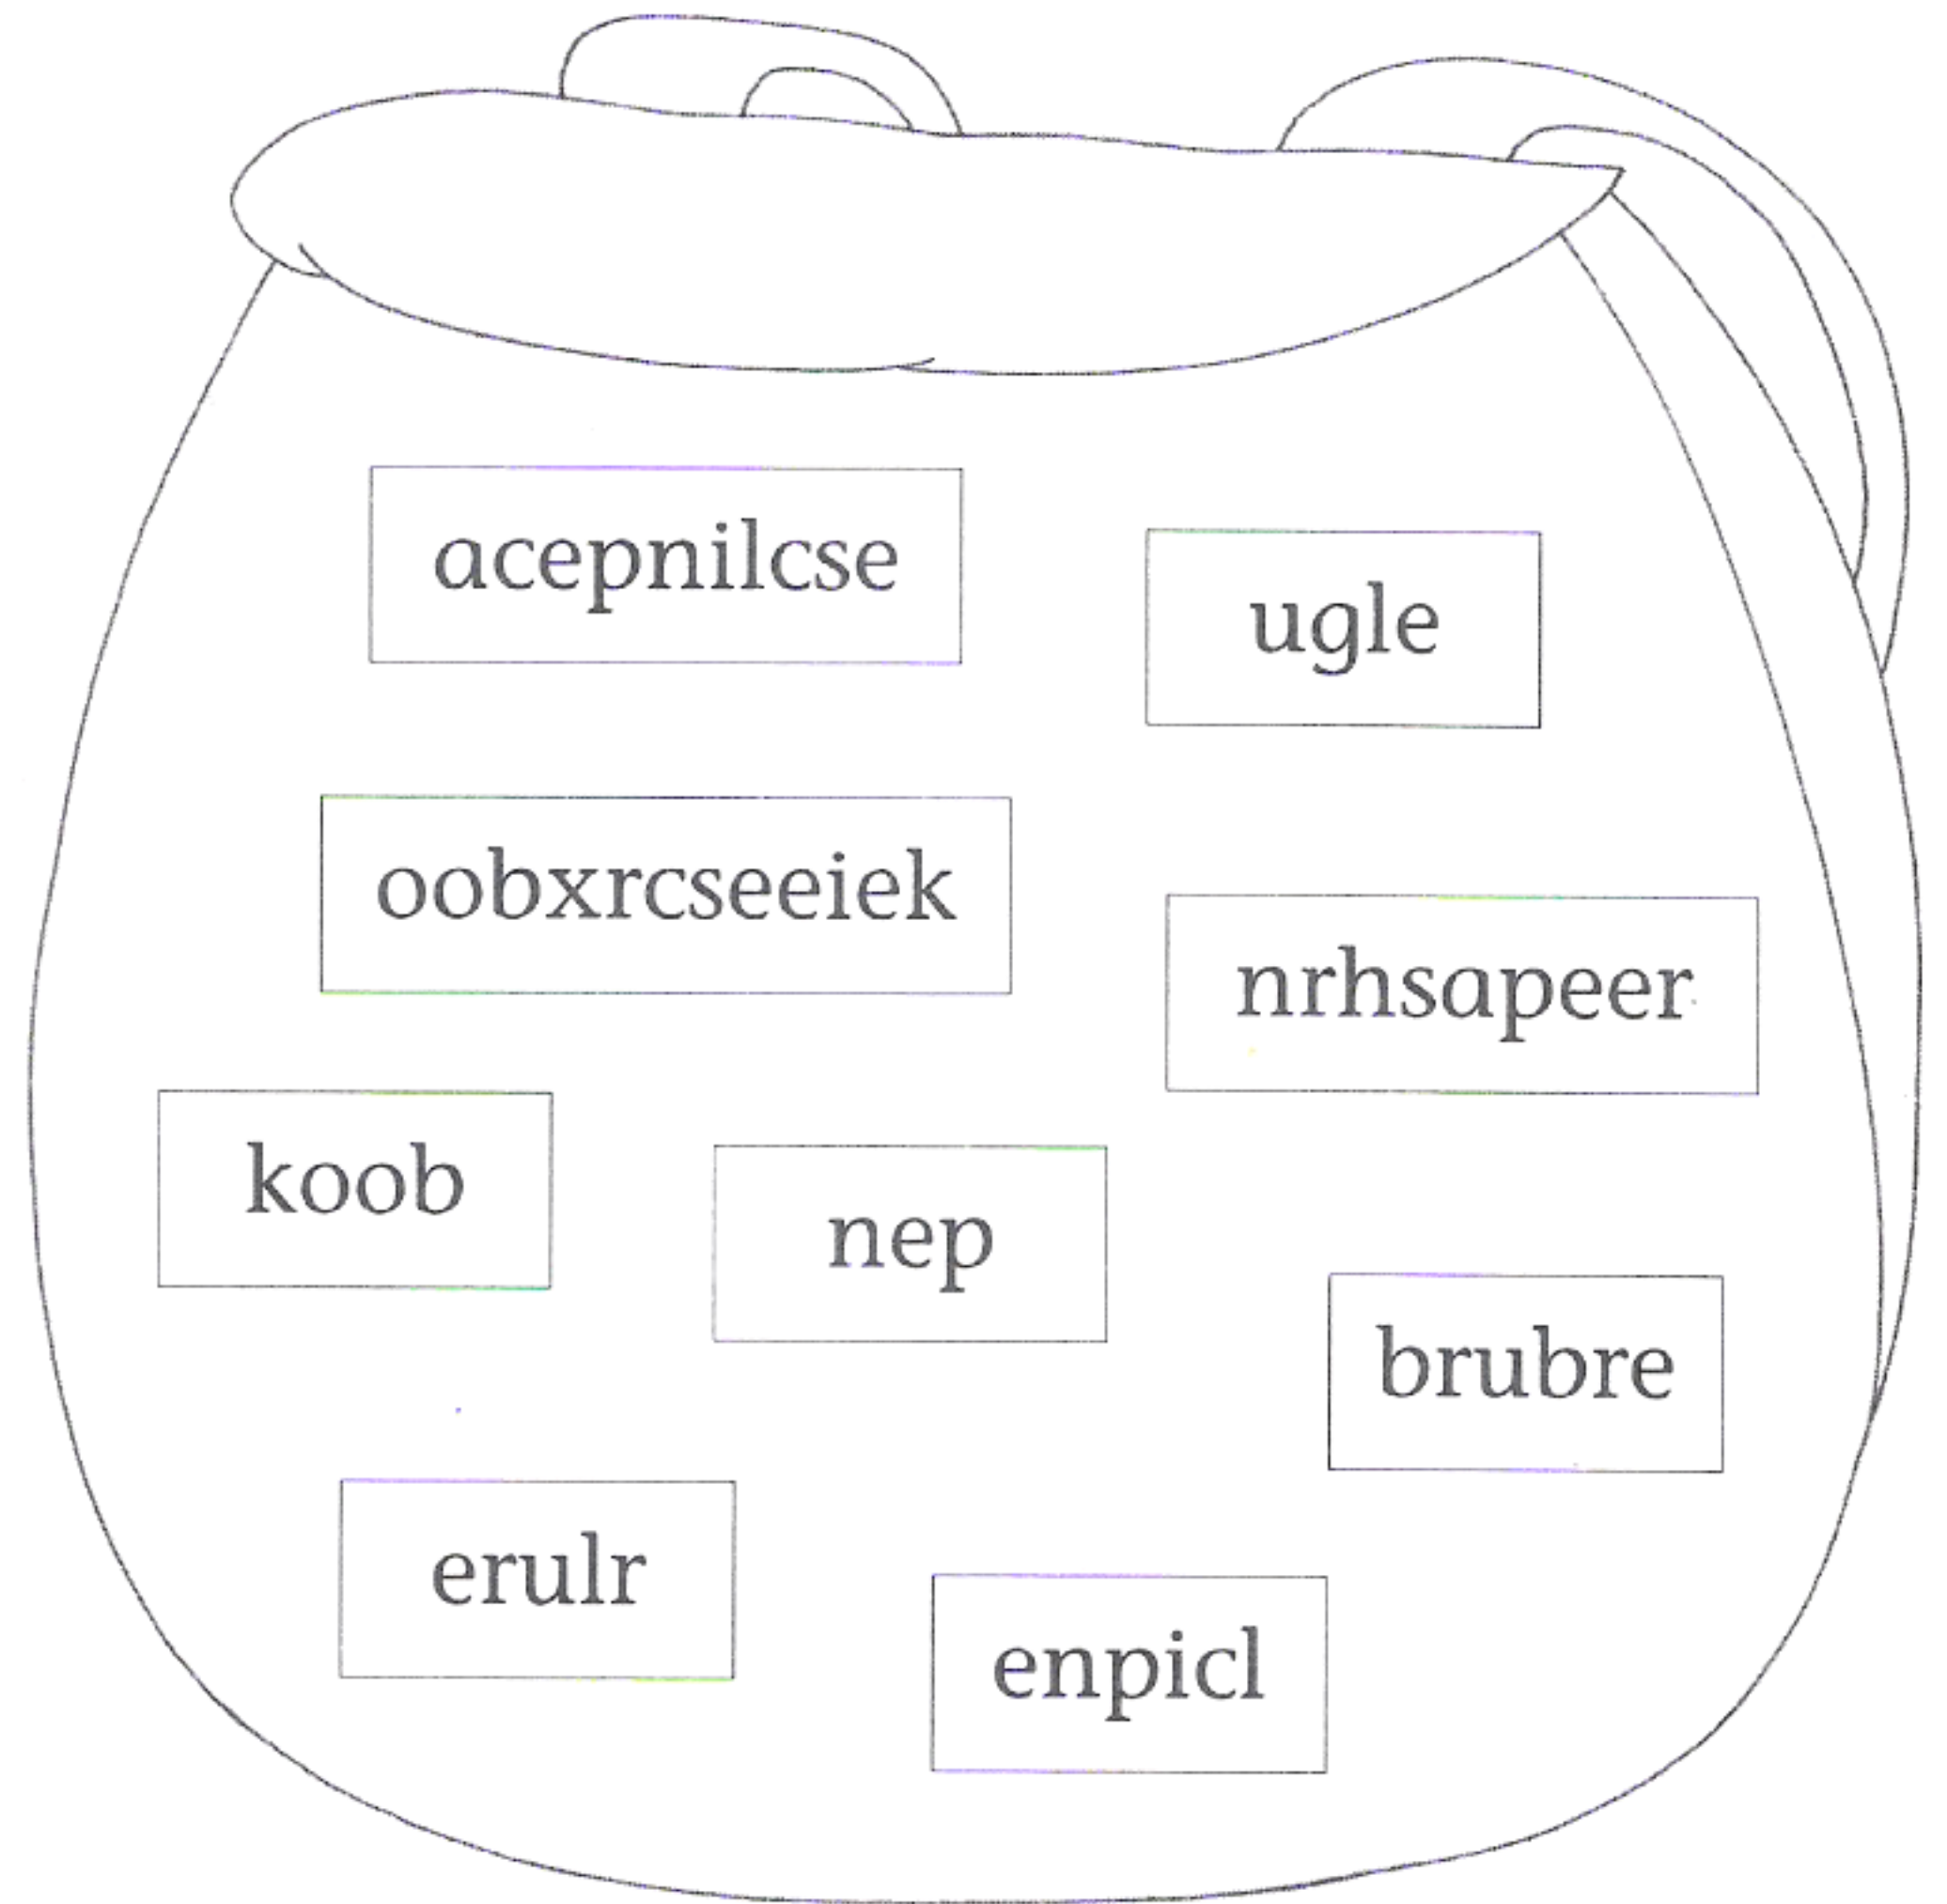 acepnilcse
ugle
oobxrcseeiek
nrhsapeer
koob
nep
brubre
erulr
enpicl